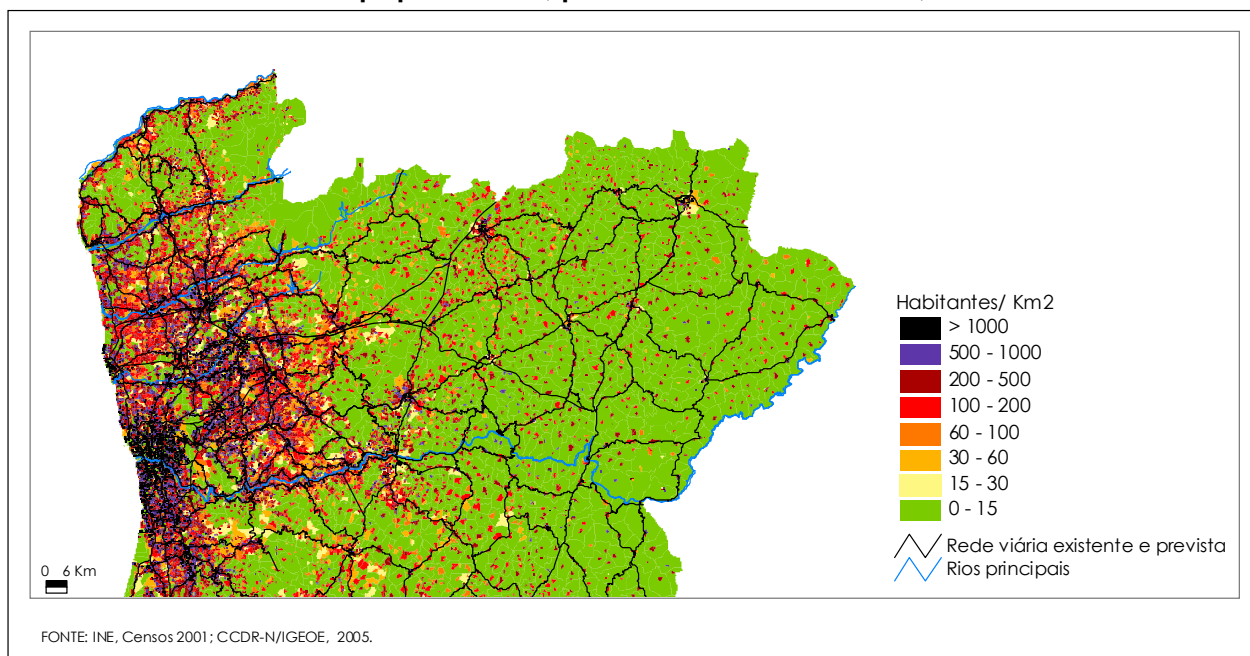 Habitantes/ Km2
> 1000
500 - 1000
200 - 500
100 - 200
60 - 100
30 - 60
15 - 30
0 - 15
Rede viária existente e prevista
Rios principais
0 6 Km
FONTE: INE, Censos 2001; CCDR-N/IGEOE, 2005.